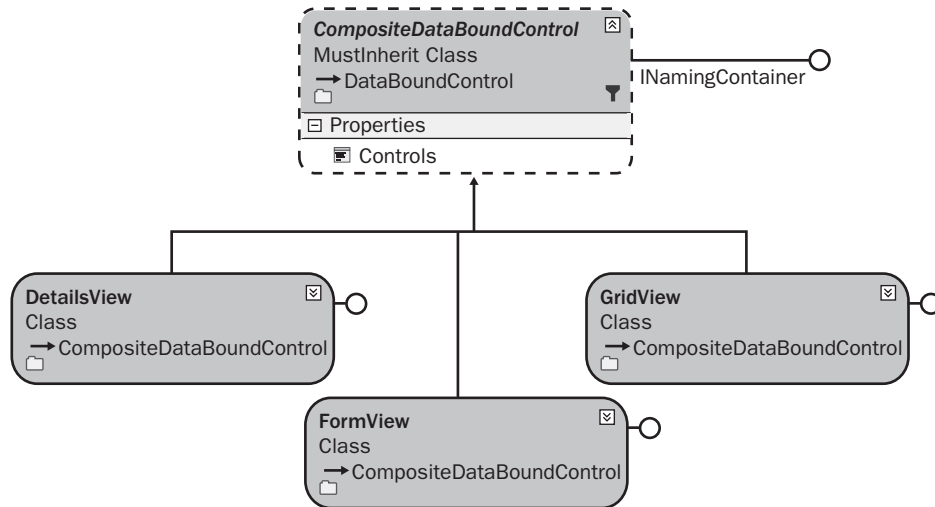 CompositeDataBoundControl
MustInherit Class
DataBoundControl
INamingContainer
Properties
Controls
DetailsView
Class
CompositeDataBoundControl
GridView
Class
CompositeDataBoundControl
FormView
Class
CompositeDataBoundControl